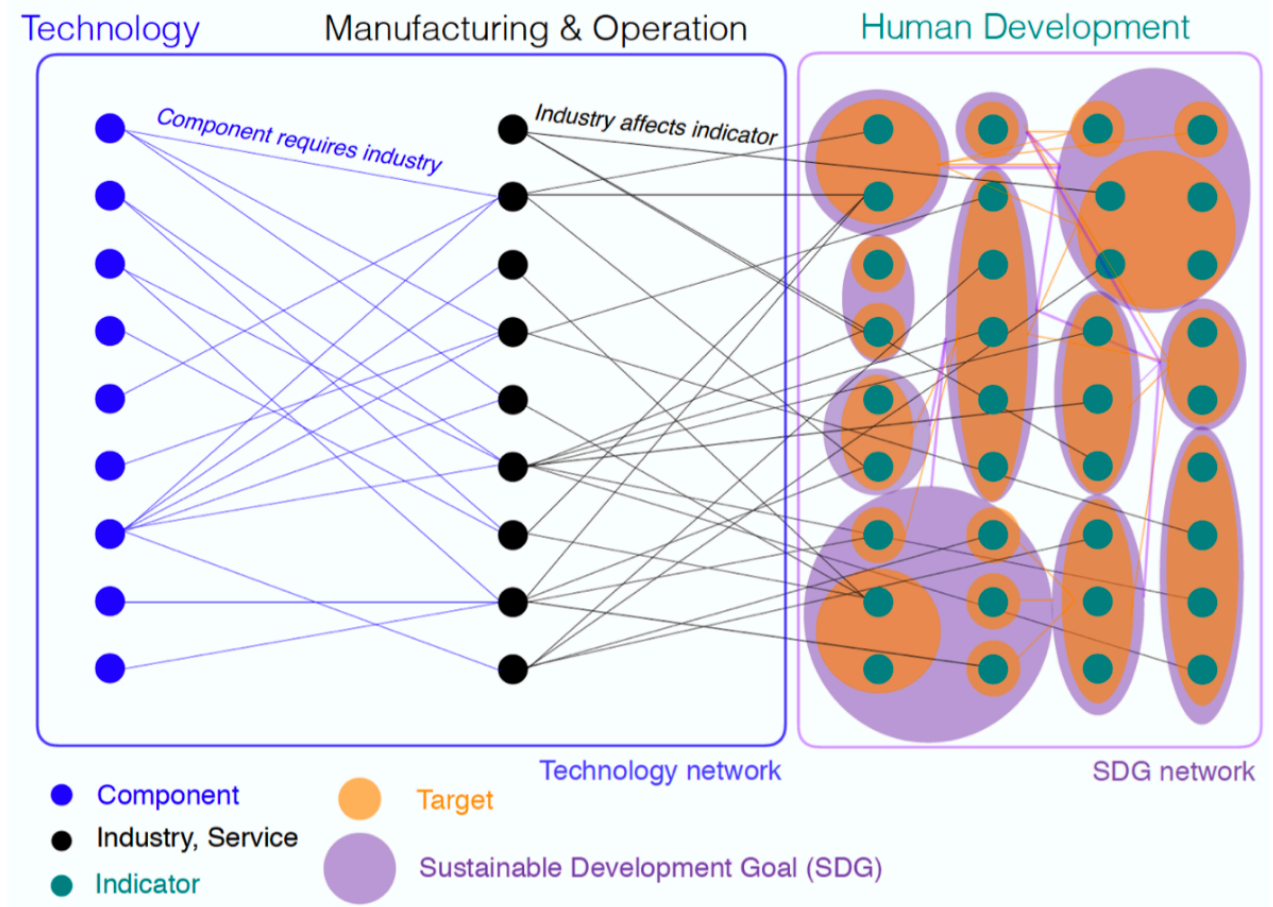 Technology
Manufacturing & Operation
Human Development
Component requires industry
Industry affects indicator
Technology network
SDG network
Component
Industry, Service
Indicator
Target
Sustainable Development Goal (SDG)